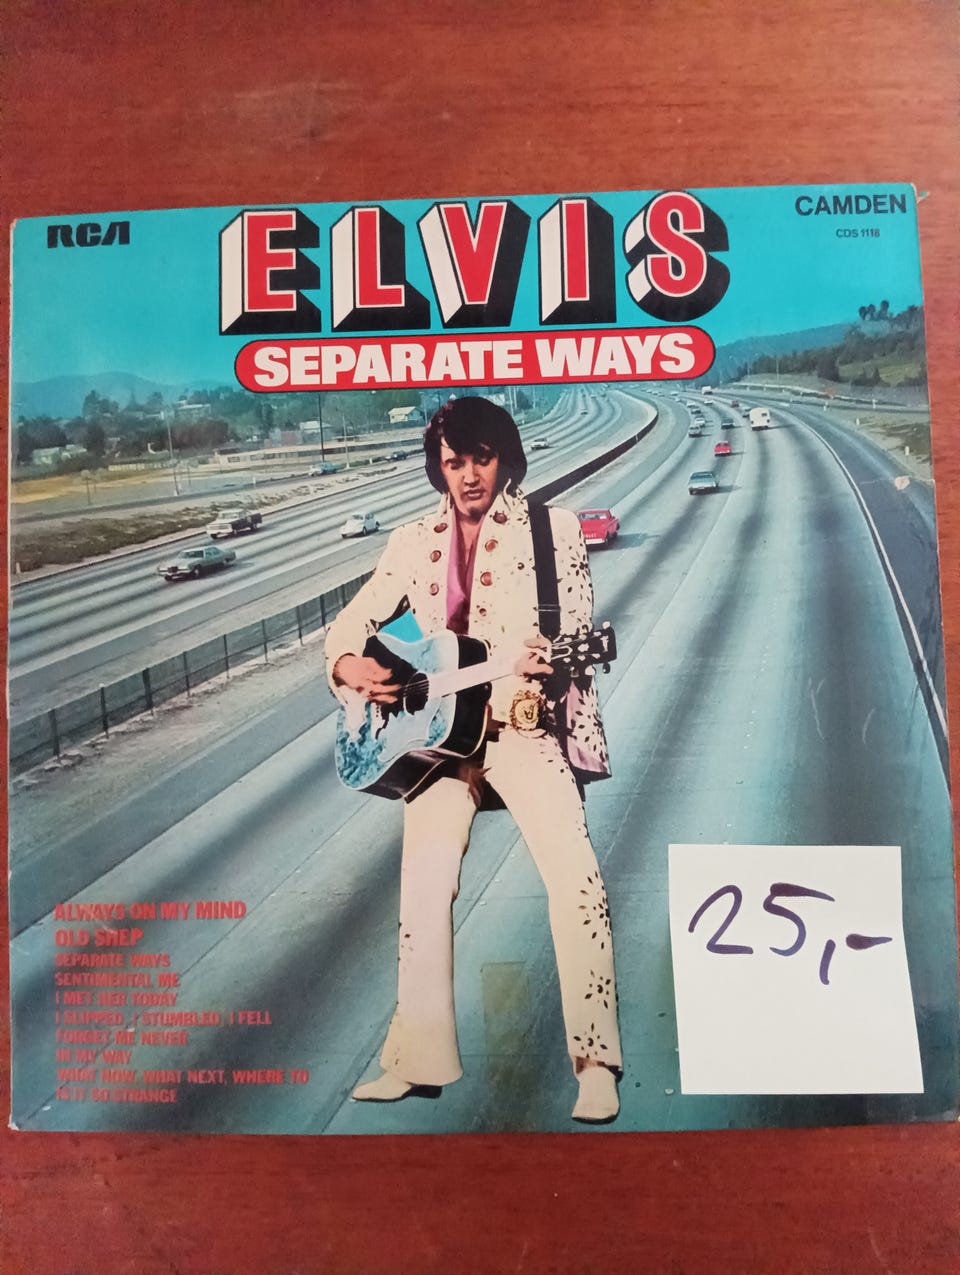 RCA
ELVIS
CAMDEN
CDS 1118
SEPARATE WAYS
ALWAYS ON MY MIND
OLD SHEP
SEPARATE WAYS
SENTIMENTAL ME
I MET HER TODAY
I SLIPPED, I STUMBLED, I FELL
FORGET ME NEVER
IN MY WAY
WHAT NOW, WHAT NEXT, WHERE TO
IS IT SO STRANGE
25,-